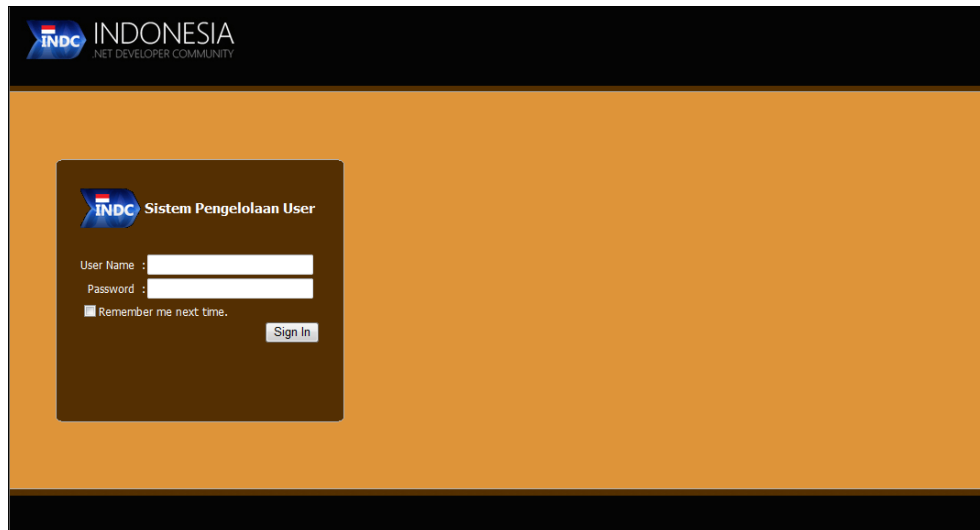 INDC INDONESIA
.NET DEVELOPER COMMUNITY
INDC Sistem Pengelolaan User
User Name :
Password :
Remember me next time.
Sign In